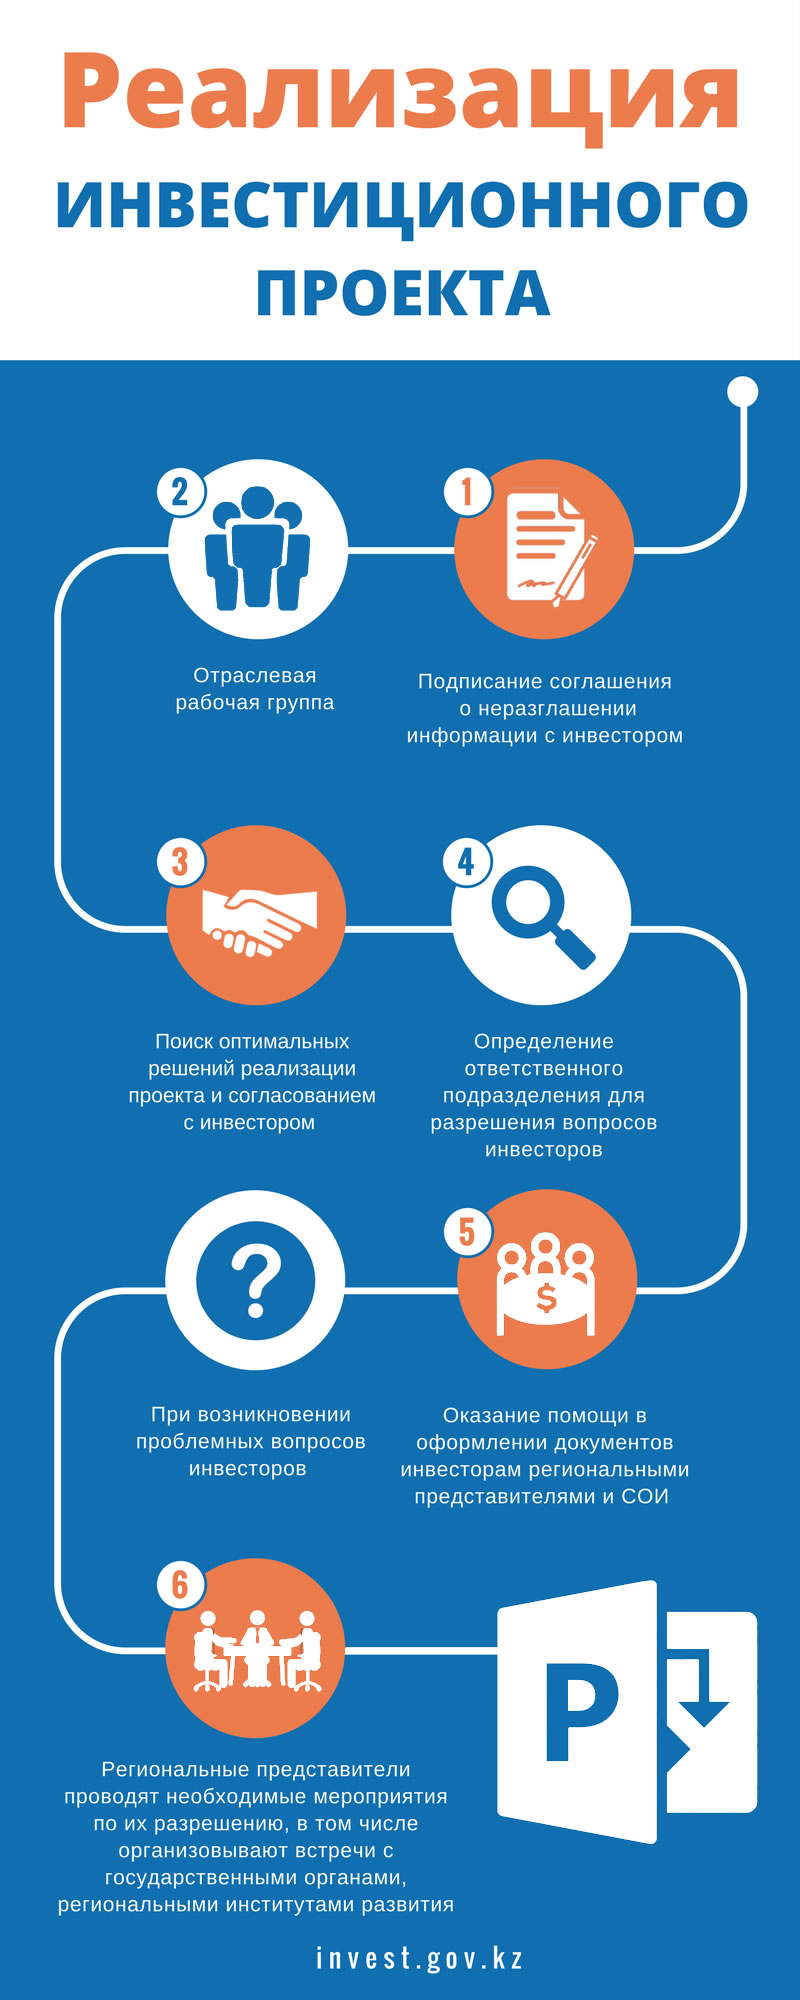 Реализация
ИНВЕСТИЦИОННОГО
ПРОЕКТА
1
Подписание соглашения
о неразглашении
информации с инвестором
2
Отраслевая
рабочая группа
3
Поиск оптимальных
решений реализации
проекта и согласованием
с инвестором
4
Определение
ответственного
подразделения для
разрешения вопросов
инвесторов
5
$
Оказание помощи в
оформлении документов
инвесторам региональными
представителями и СОИ
?
При возникновении
проблемных вопросов
инвесторов
6
Региональные представители
проводят необходимые мероприятия
по их разрешению, в том числе
организовывают встречи с
государственными органами,
региональными институтами развития
P
invest.gov.kz